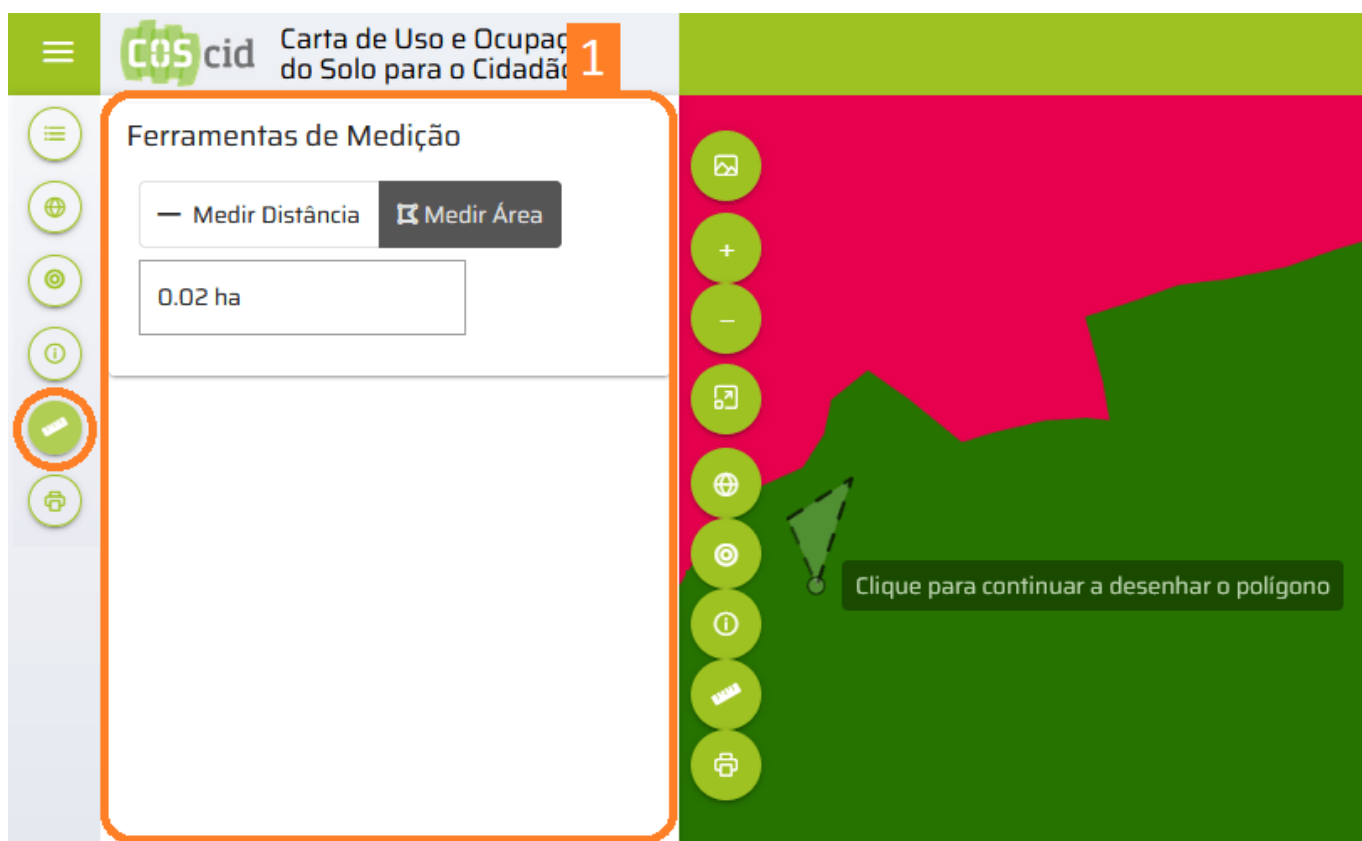 COS cid
Carta de Uso e Ocupaç
do Solo para o Cidadão
1
Ferramentas de Medição
Medir Distância
Medir Área
0.02 ha
Clique para continuar a desenhar o polígono